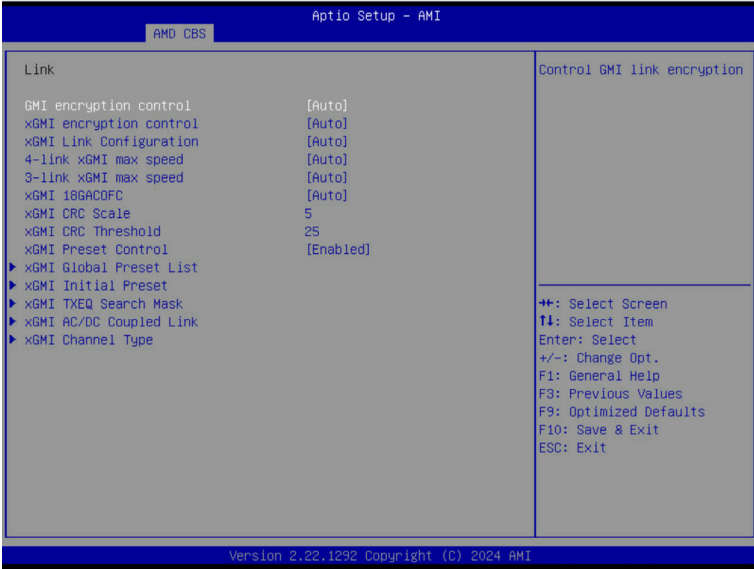 Aptio Setup - AMI
AMD CBS
Link
Control GMI link encryption
GMI encryption control [Auto]
xGMI encryption control [Auto]
xGMI Link Configuration [Auto]
4-link xGMI max speed [Auto]
3-link xGMI max speed [Auto]
xGMI 18GACOFC [Auto]
xGMI CRC Scale 5
xGMI CRC Threshold 25
xGMI Preset Control [Enabled]
▶ xGMI Global Preset List
▶ xGMI Initial Preset
▶ xGMI TXEQ Search Mask
▶ xGMI AC/DC Coupled Link
▶ xGMI Channel Type
→←: Select Screen
↑↓: Select Item
Enter: Select
+/-: Change Opt.
F1: General Help
F3: Previous Values
F9: Optimized Defaults
F10: Save & Exit
ESC: Exit
Version 2.22.1292 Copyright (C) 2024 AMI